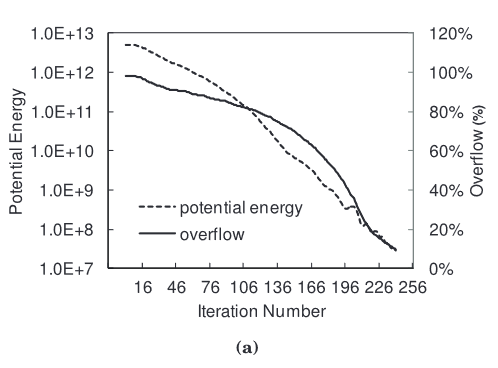 1.0E+13
1.0E+12
1.0E+11
1.0E+10
1.0E+9
1.0E+8
1.0E+7
Potential Energy
120%
100%
80%
60%
40%
20%
0%
Overflow (%)
potential energy
overflow
16 46 76 106 136 166 196 226 256
Iteration Number
(a)